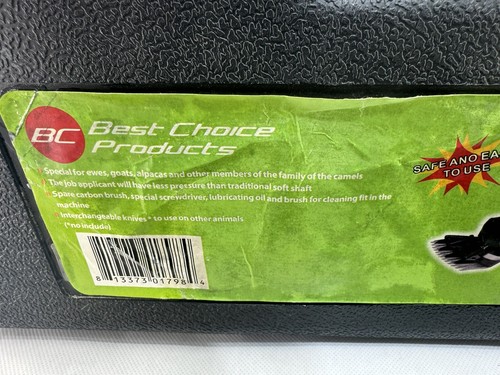 BC Best Choice
Products
Special for ewes, goats, alpacas and other members of the family of the camels
The job applicant will have less pressure than traditional soft shaft
Spare carbon brush, special screwdriver, lubricating oil and brush for cleaning fit in the
machine
Interchangeable knives * to use on other animals
(*no include)
8 13373 01798 4
SAFE ANO EA
TO USE